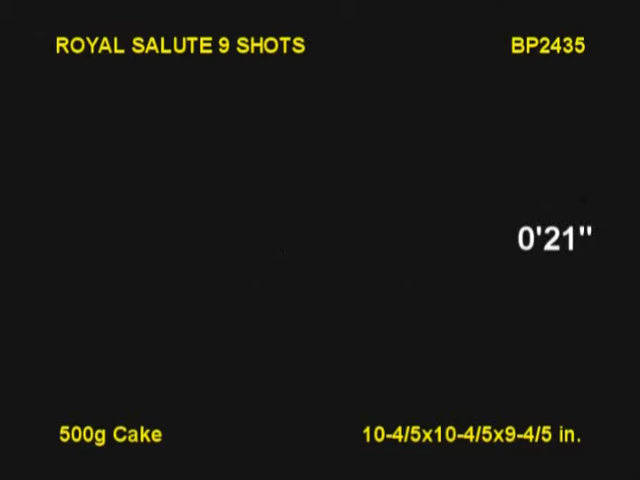 ROYAL SALUTE 9 SHOTS
BP2435
0'21"
500g Cake
10-4/5x10-4/5x9-4/5 in.